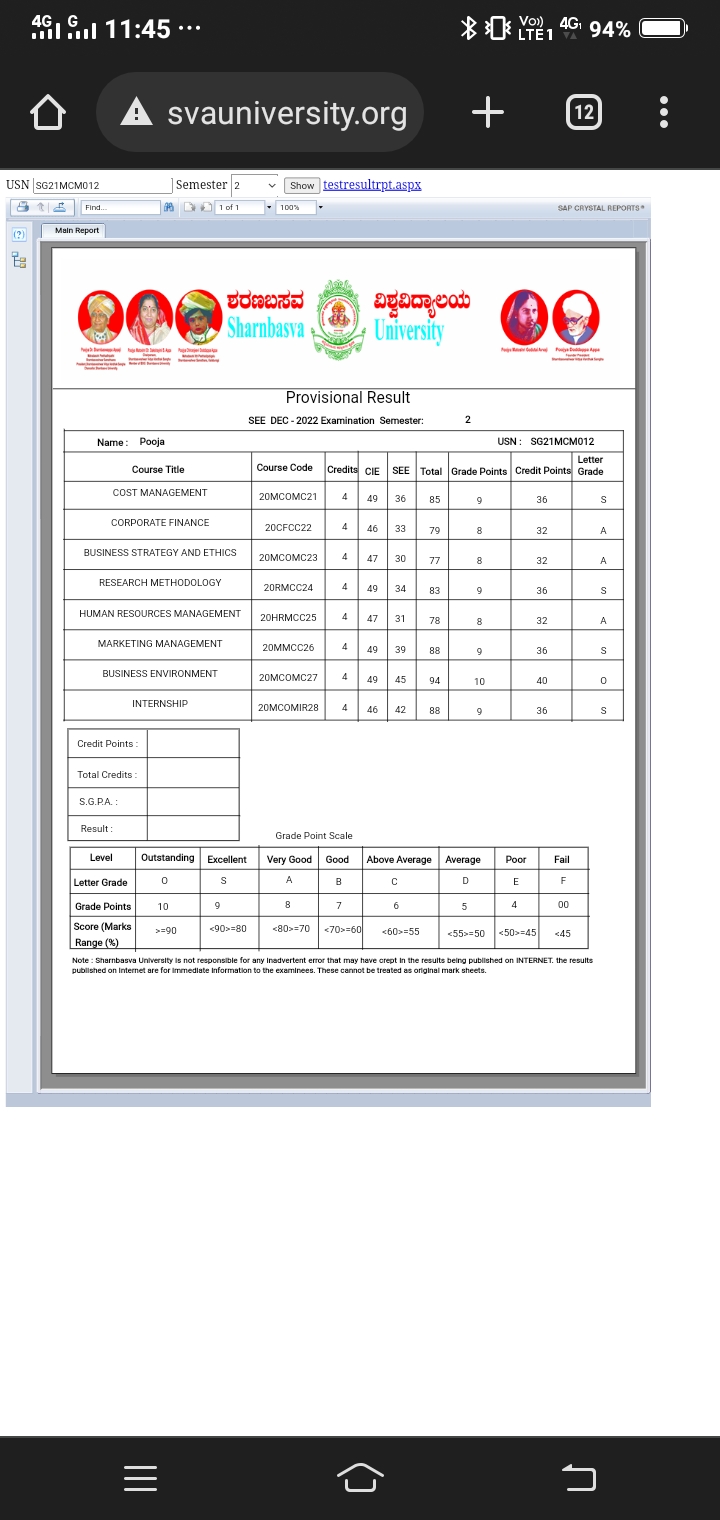 4G G 11:45 ... Vo)) LTE1 4G 94%
svauniversity.org 12
USN SG21MCM012 Semester 2 Show testresultrpt.aspx
Find... 1 of 1 100% SAP CRYSTAL REPORTS®
Main Report
ಶರಣಬಸವ ವಿಶ್ವವಿದ್ಯಾಲಯ
Sharnbasva University
Provisional Result
SEE DEC - 2022 Examination Semester: 2
Name : Pooja USN : SG21MCM012
Course Title Course Code Credits CIE SEE Total Grade Points Credit Points Letter Grade
COST MANAGEMENT 20MCOMC21 4 49 36 85 9 36 S
CORPORATE FINANCE 20CFCC22 4 46 33 79 8 32 A
BUSINESS STRATEGY AND ETHICS 20MCOMC23 4 47 30 77 8 32 A
RESEARCH METHODOLOGY 20RMCC24 4 49 34 83 9 36 S
HUMAN RESOURCES MANAGEMENT 20HRMCC25 4 47 31 78 8 32 A
MARKETING MANAGEMENT 20MMCC26 4 49 39 88 9 36 S
BUSINESS ENVIRONMENT 20MCOMC27 4 49 45 94 10 40 O
INTERNSHIP 20MCOMIR28 4 46 42 88 9 36 S
Credit Points :
Total Credits :
S.G.P.A. :
Result :
Grade Point Scale
Level Outstanding Excellent Very Good Good Above Average Average Poor Fail
Letter Grade O S A B C D E F
Grade Points 10 9 8 7 6 5 4 00
Score (Marks Range (%) >=90 <90>=80 <80>=70 <70>=60 <60>=55 <55>=50 <50>=45 <45
Note : Sharnbasva University is not responsible for any inadvertent error that may have crept in the results being published on INTERNET. the results
published on internet are for immediate information to the examinees. These cannot be treated as original mark sheets.